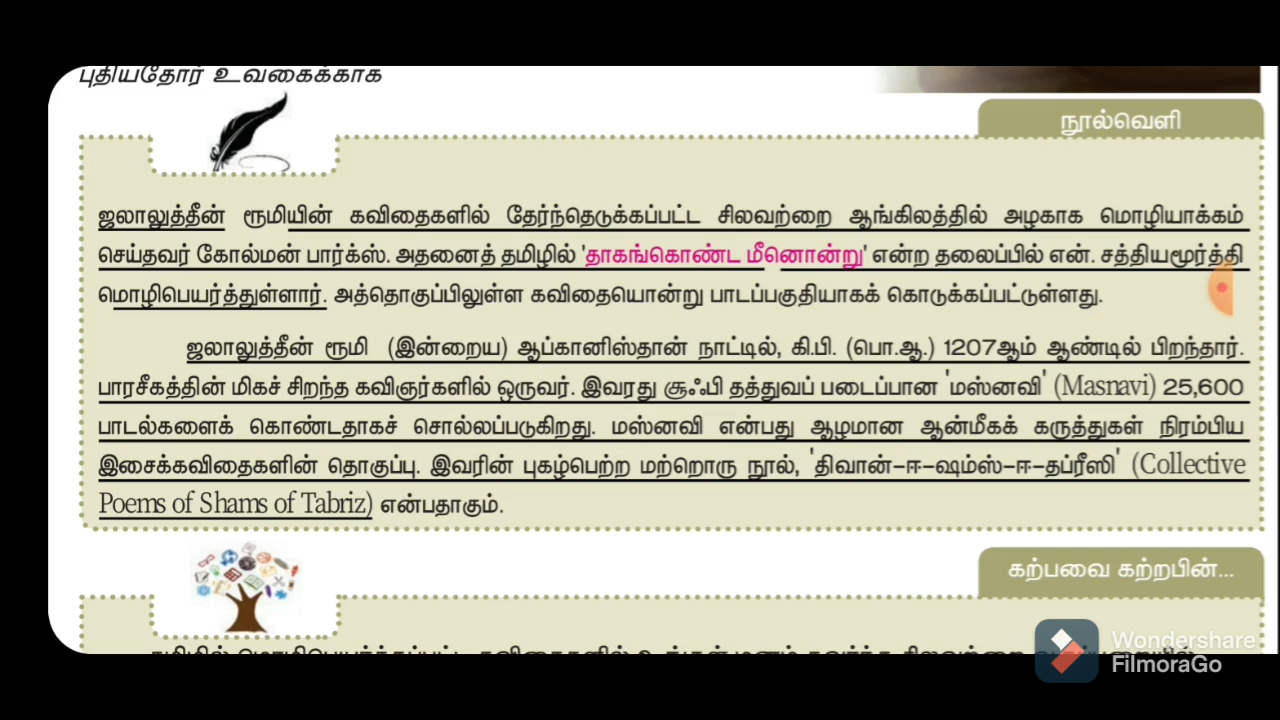 புதியதோர் உவகைக்காக
நூல்வெளி
ஜலாலுத்தீன் ரூமியின் கவிதைகளில் தேர்ந்தெடுக்கப்பட்ட சிலவற்றை ஆங்கிலத்தில் அழகாக மொழியாக்கம்
செய்தவர் கோல்மன் பார்க்ஸ். அதனைத் தமிழில் 'தாகங்கொண்ட மீனொன்று' என்ற தலைப்பில் என். சத்தியமூர்த்தி
மொழிபெயர்த்துள்ளார். அத்தொகுப்பிலுள்ள கவிதையொன்று பாடப்பகுதியாகக் கொடுக்கப்பட்டுள்ளது.
ஜலாலுத்தீன் ரூமி (இன்றைய) ஆப்கானிஸ்தான் நாட்டில், கி.பி. (பொ.ஆ.) 1207ஆம் ஆண்டில் பிறந்தார்.
பாரசீகத்தின் மிகச் சிறந்த கவிஞர்களில் ஒருவர். இவரது சூஃபி தத்துவப் படைப்பான 'மஸ்னவி' (Masnavi) 25,600
பாடல்களைக் கொண்டதாகச் சொல்லப்படுகிறது. மஸ்னவி என்பது ஆழமான ஆன்மீகக் கருத்துகள் நிரம்பிய
இசைக்கவிதைகளின் தொகுப்பு. இவரின் புகழ்பெற்ற மற்றொரு நூல், 'திவான்-ஈ-ஷம்ஸ்-ஈ-தப்ரீஸி' (Collective
Poems of Shams of Tabriz) என்பதாகும்.
கற்பவை கற்றபின்...
Wondershare
FilmoraGo